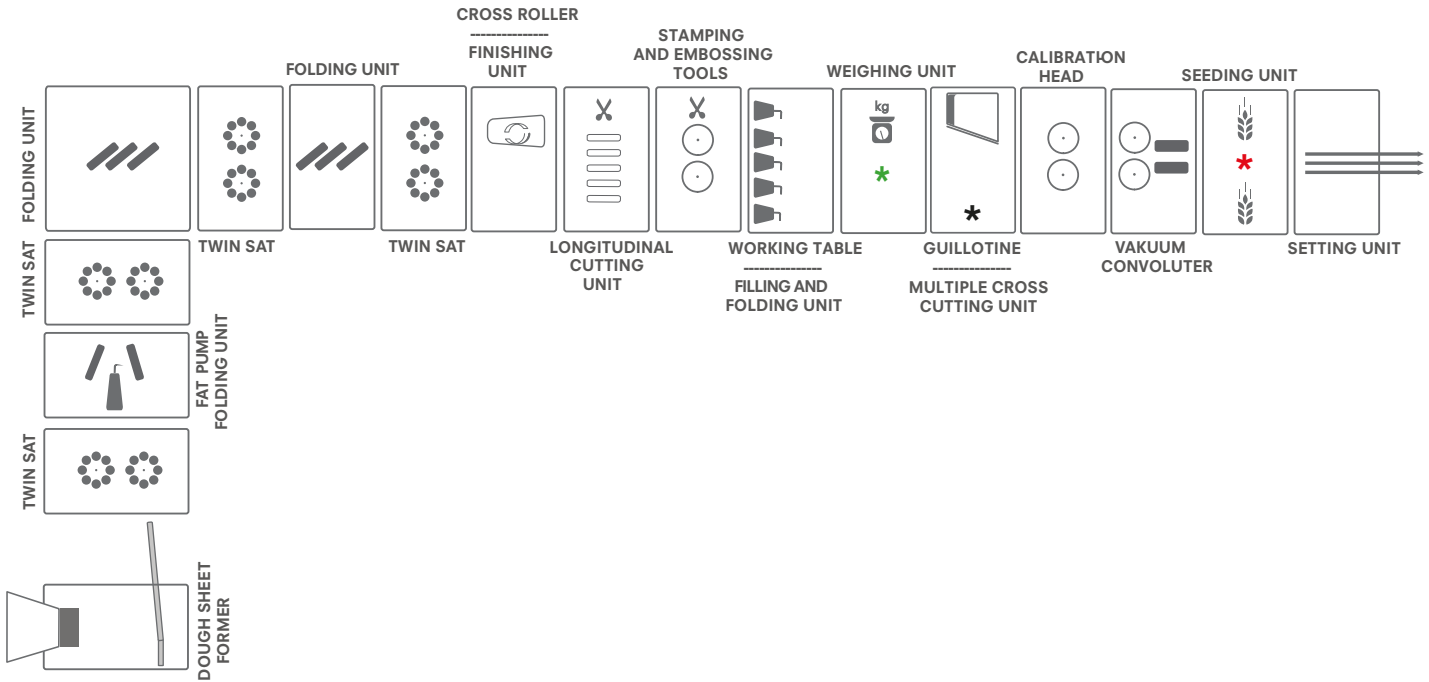 CROSS ROLLER
---------------
FINISHING
UNIT
STAMPING
AND EMBOSSING
TOOLS
FOLDING UNIT
WEIGHING UNIT
CALIBRATION
HEAD
SEEDING UNIT
FOLDING UNIT
kg
*
*
*
TWIN SAT
TWIN SAT
LONGITUDINAL
CUTTING
UNIT
WORKING TABLE
---------------
FILLING AND
FOLDING UNIT
GUILLOTINE
---------------
MULTIPLE CROSS
CUTTING UNIT
VAKUUM
CONVOLUTER
SETTING UNIT
TWIN SAT
FAT PUMP
FOLDING UNIT
TWIN SAT
DOUGH SHEET
FORMER